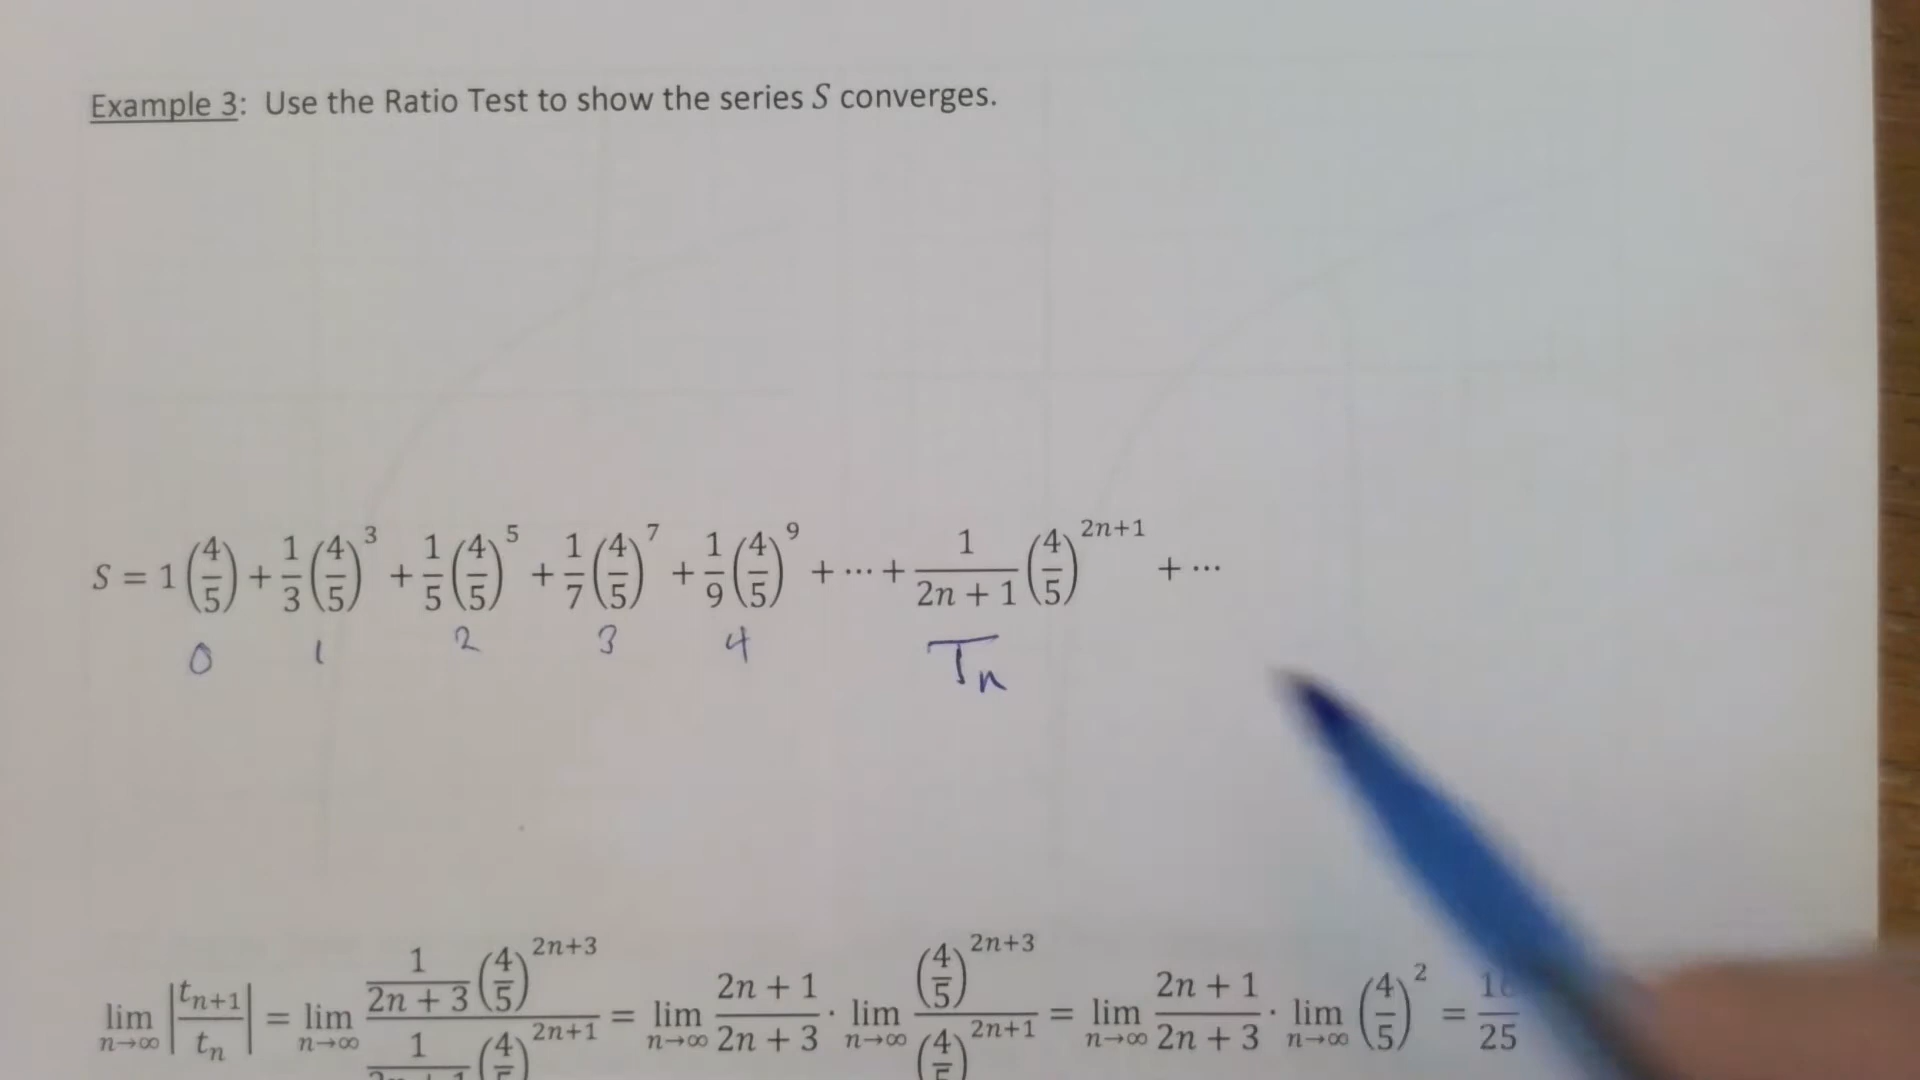 Example 3: Use the Ratio Test to show the series S converges.
S = 1(4/5) + 1/3(4/5)^3 + 1/5(4/5)^5 + 1/7(4/5)^7 + 1/9(4/5)^9 + ⋯ + 1/(2n + 1)(4/5)^(2n+1) + ⋯
0 1 2 3 4 Tn
lim n→∞ |t_(n+1)/t_n| = lim n→∞ 1/(2n + 3)(4/5)^(2n+3) / 1 (4/5)^(2n+1) = lim n→∞ (2n + 1)/(2n + 3) · lim n→∞ (4/5)^(2n+3)/(4/5)^(2n+1) = lim n→∞ (2n + 1)/(2n + 3) · lim n→∞ (4/5)^2 = /25